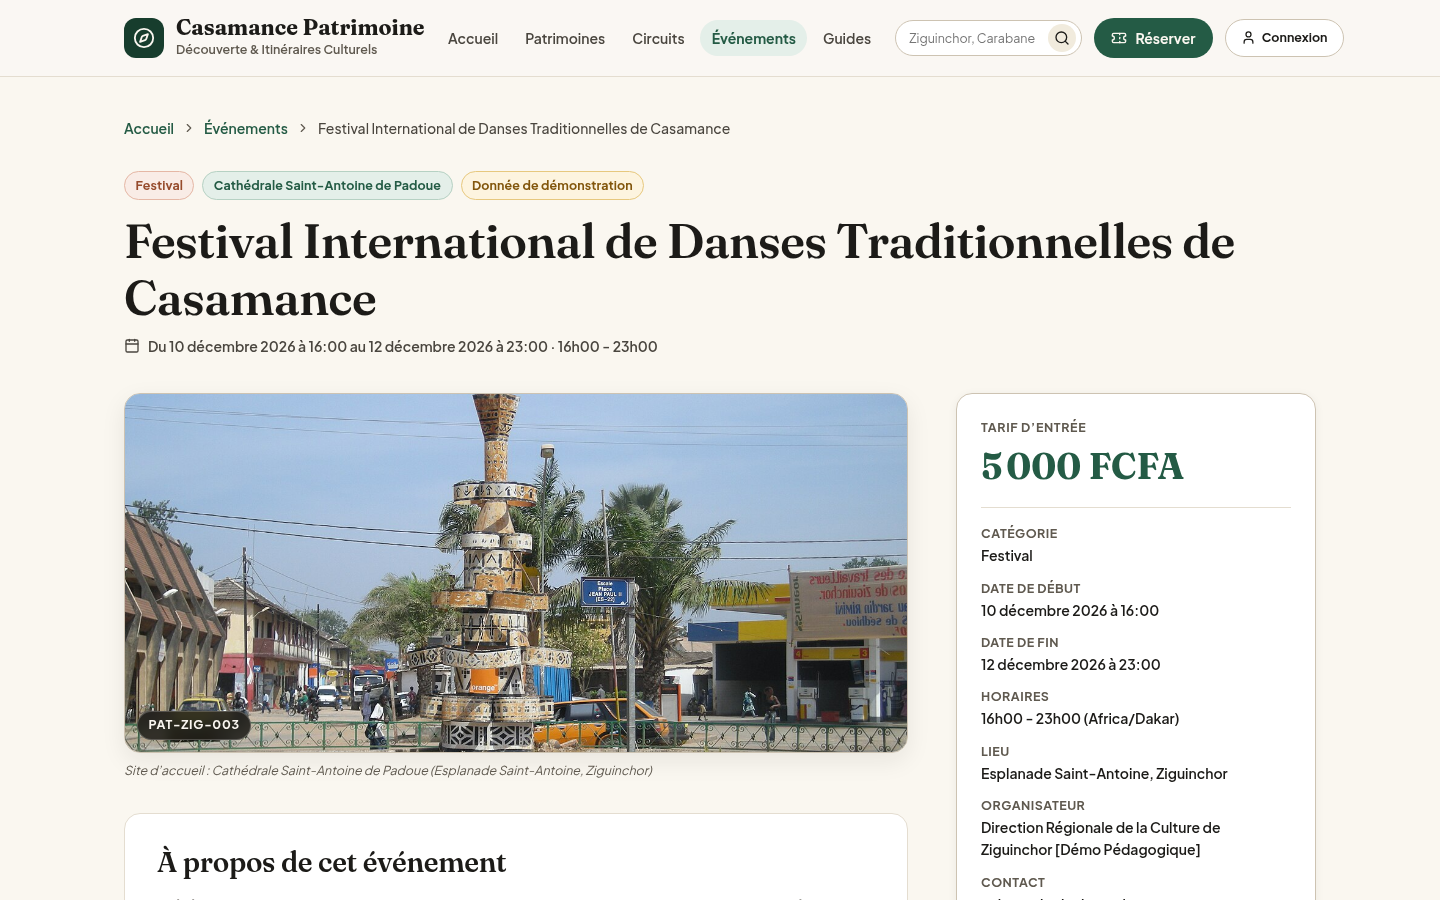 Casamance Patrimoine
Découverte & Itinéraires Culturels
Accueil
Patrimoines
Circuits
Événements
Guides
Ziguinchor, Carabane
Réserver
Connexion
Accueil
Événements
Festival International de Danses Traditionnelles de Casamance
Festival
Cathédrale Saint-Antoine de Padoue
Donnée de démonstration
Festival International de Danses Traditionnelles de
Casamance
Du 10 décembre 2026 à 16:00 au 12 décembre 2026 à 23:00 · 16h00 - 23h00
Escale
Place
JEAN PAUL II
orange
PAT-ZIG-003
Site d'accueil : Cathédrale Saint-Antoine de Padoue (Esplanade Saint-Antoine, Ziguinchor)
À propos de cet événement
TARIF D’ENTRÉE
5 000 FCFA
CATÉGORIE
Festival
DATE DE DÉBUT
10 décembre 2026 à 16:00
DATE DE FIN
12 décembre 2026 à 23:00
HORAIRES
16h00 - 23h00 (Africa/Dakar)
LIEU
Esplanade Saint-Antoine, Ziguinchor
ORGANISATEUR
Direction Régionale de la Culture de
Ziguinchor [Démo Pédagogique]
CONTACT